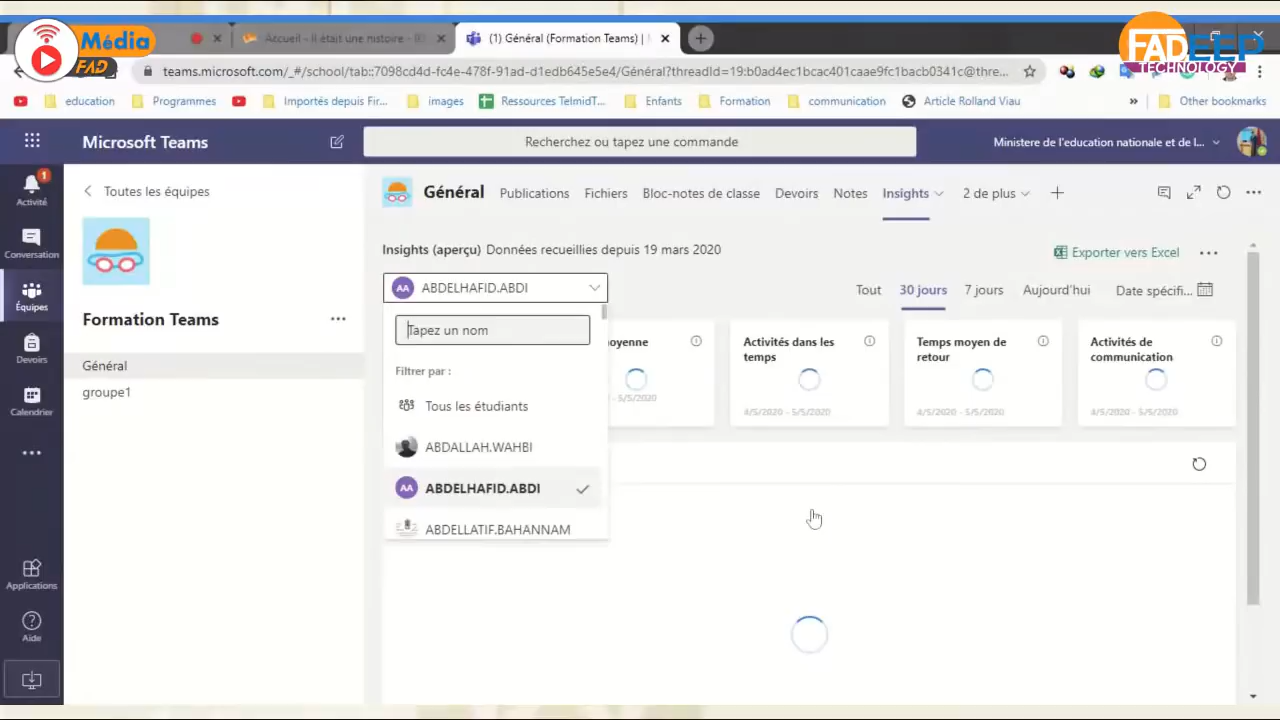 Média
FAD
FADEEP
TECHNOLOGY
Accueil - Il était une histoire
(1) Général (Formation Teams) |
teams.microsoft.com/_#/school/tab::7098cd4d-fc4e-478f-91ad-d1edb645e5e4/Général?threadId=19:b0ad4ec1bcac401caae9fc1bacb0341c@thre...
education
Programmes
Importés depuis Fir...
images
Ressources TelmidT...
Enfants
Formation
communication
Article Rolland Viau
»
Other bookmarks
Microsoft Teams
Recherchez ou tapez une commande
Ministere de l'education nationale et de l...
1
Activité
Conversation
Équipes
Devoirs
Calendrier
Applications
Aide
Toutes les équipes
Formation Teams
Général
groupe1
Général
Publications
Fichiers
Bloc-notes de classe
Devoirs
Notes
Insights
2 de plus
Insights (aperçu) Données recueillies depuis 19 mars 2020
Exporter vers Excel
ABDELHAFID.ABDI
Tout
30 jours
7 jours
Aujourd'hui
Date spécifi...
Tapez un nom
Filtrer par :
Tous les étudiants
ABDALLAH.WAHBI
AA ABDELHAFID.ABDI
ABDELLATIF.BAHANNAM
oyenne
- 5/5/2020
Activités dans les
temps
4/5/2020 - 5/5/2020
Temps moyen de
retour
4/5/2020 - 5/5/2020
Activités de
communication
4/5/2020 - 5/5/2020